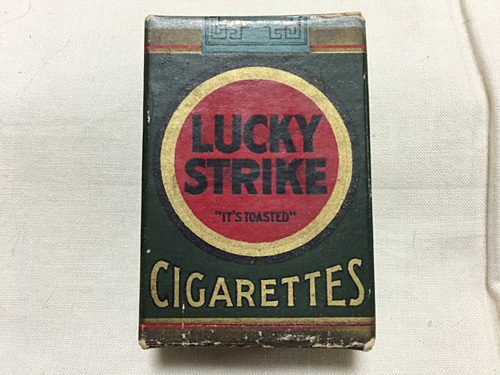 LUCKY
STRIKE
"IT'S TOASTED"
CIGARETTES